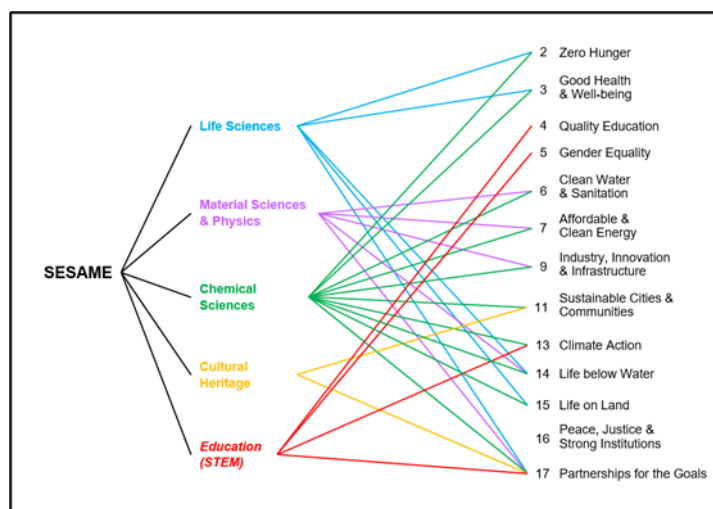 SESAME
Life Sciences
Material Sciences
& Physics
Chemical
Sciences
Cultural
Heritage
Education
(STEM)
2 Zero Hunger
3 Good Health
& Well-being
4 Quality Education
5 Gender Equality
6 Clean Water
& Sanitation
7 Affordable &
Clean Energy
9 Industry, Innovation
& Infrastructure
11 Sustainable Cities &
Communities
13 Climate Action
14 Life below Water
15 Life on Land
16 Peace, Justice &
Strong Institutions
17 Partnerships for the Goals